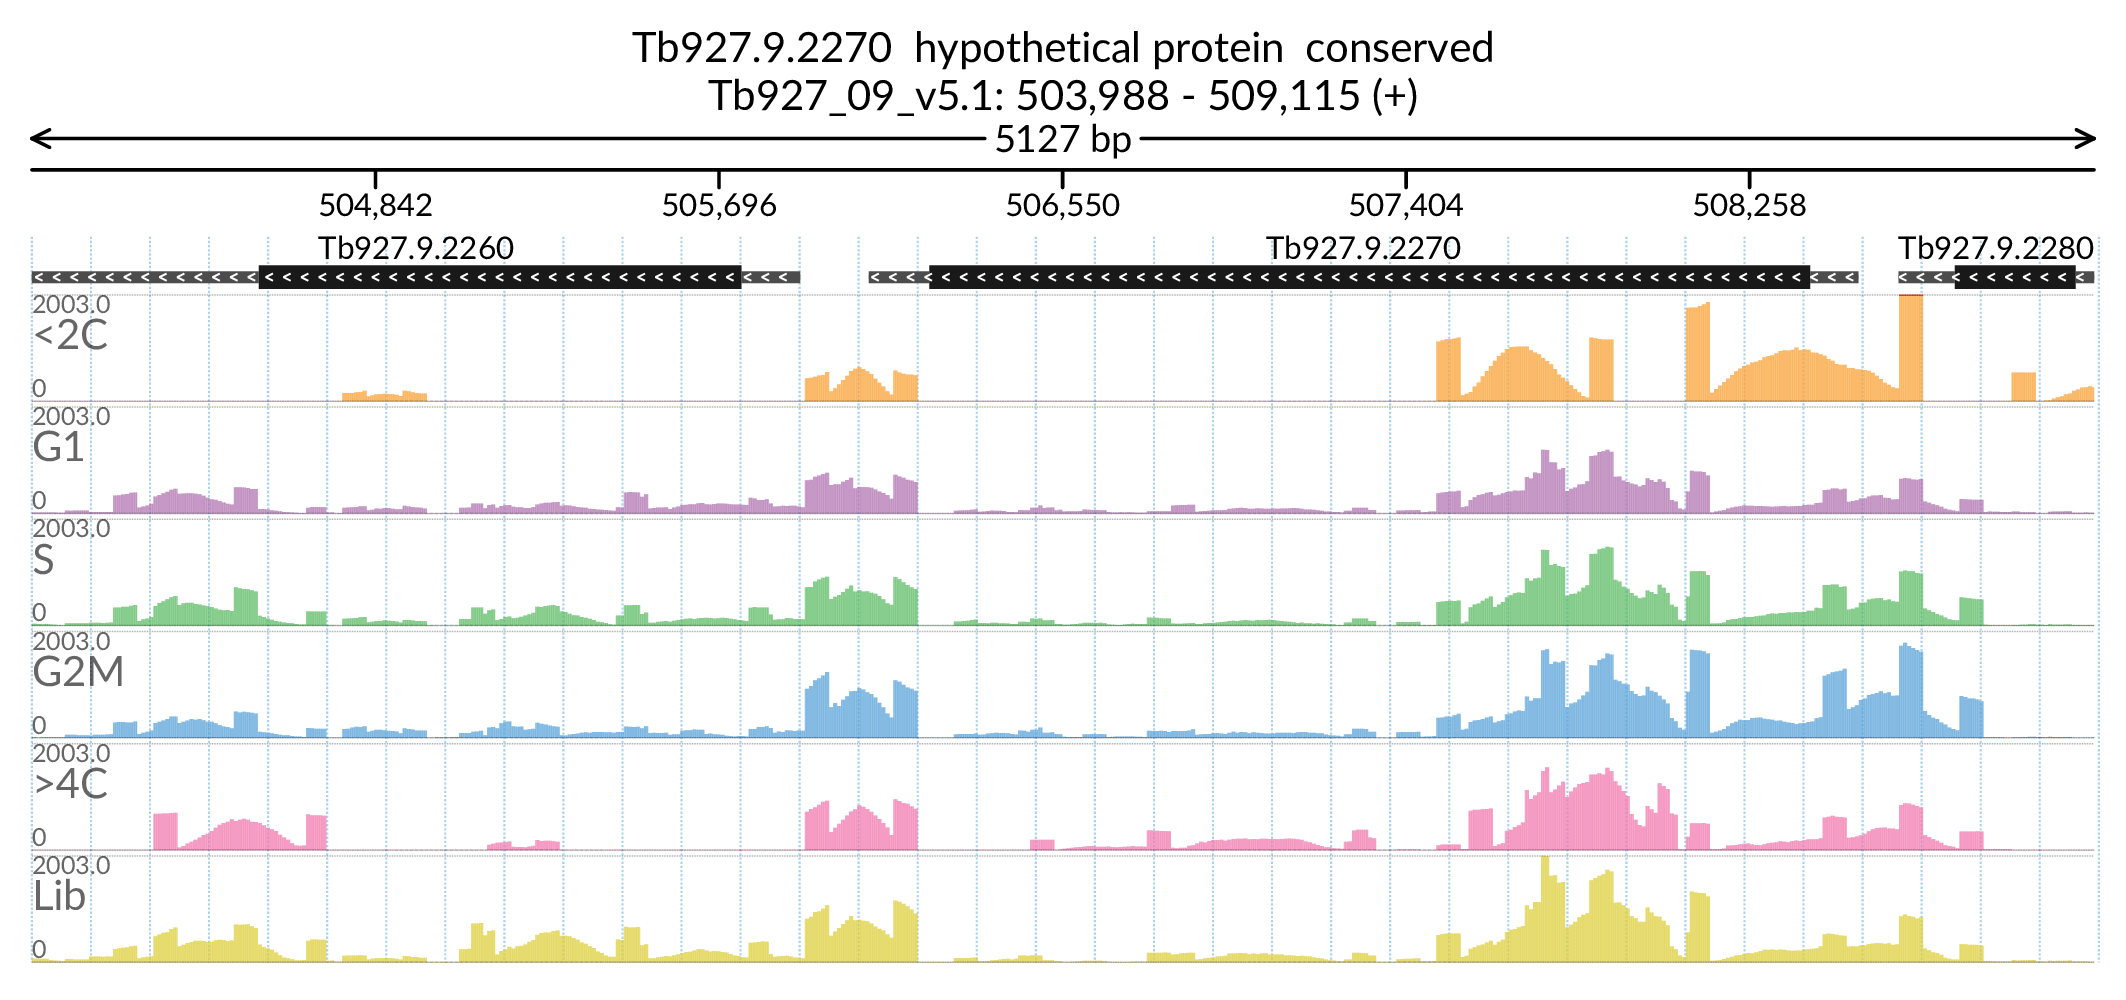 Tb927.9.2270 hypothetical protein conserved
Tb927_09_v5.1: 503,988 - 509,115 (+)
5127 bp
504,842 505,696 506,550 507,404 508,258
Tb927.9.2260 Tb927.9.2270 Tb927.9.2280
2003.0
<2C
0
2003.0
G1
0
2003.0
S
0
2003.0
G2M
0
2003.0
>4C
0
2003.0
Lib
0